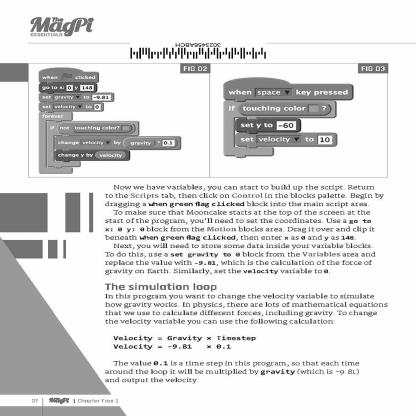 The
MagPi
ESSENTIALS
3023456ABCH
FIG 02
when clicked
go to x: 0 y: 148
set gravity to -9.81
set velocity to 0
forever
if not touching color?
change velocity by gravity * 0.1
change y by velocity
FIG 03
when space key pressed
if touching color ?
set y to -60
set velocity to 10
Now we have variables, you can start to build up the script. Return
to the Scripts tab, then click on Control in the blocks palette. Begin by
dragging a when green flag clicked block into the main script area.
To make sure that Mooncake starts at the top of the screen at the
start of the program, you'll need to set the coordinates. Use a go to
x: 0 y: 0 block from the Motion blocks area. Drag it over and clip it
beneath when green flag clicked, then enter x as 0 and y as 148.
Next, you will need to store some data inside your variable blocks.
To do this, use a set gravity to 0 block from the Variables area and
replace the value with -9.81, which is the calculation of the force of
gravity on Earth. Similarly, set the velocity variable to 0.
The simulation loop
In this program you want to change the velocity variable to simulate
how gravity works. In physics, there are lots of mathematical equations
that we use to calculate different forces, including gravity. To change
the velocity variable you can use the following calculation:
Velocity = Gravity × Timestep
Velocity = -9.81 × 0.1
The value 0.1 is a time step in this program, so that each time
around the loop it will be multiplied by gravity (which is -9.81)
and output the velocity
37 MagPi [ Chapter Four ]